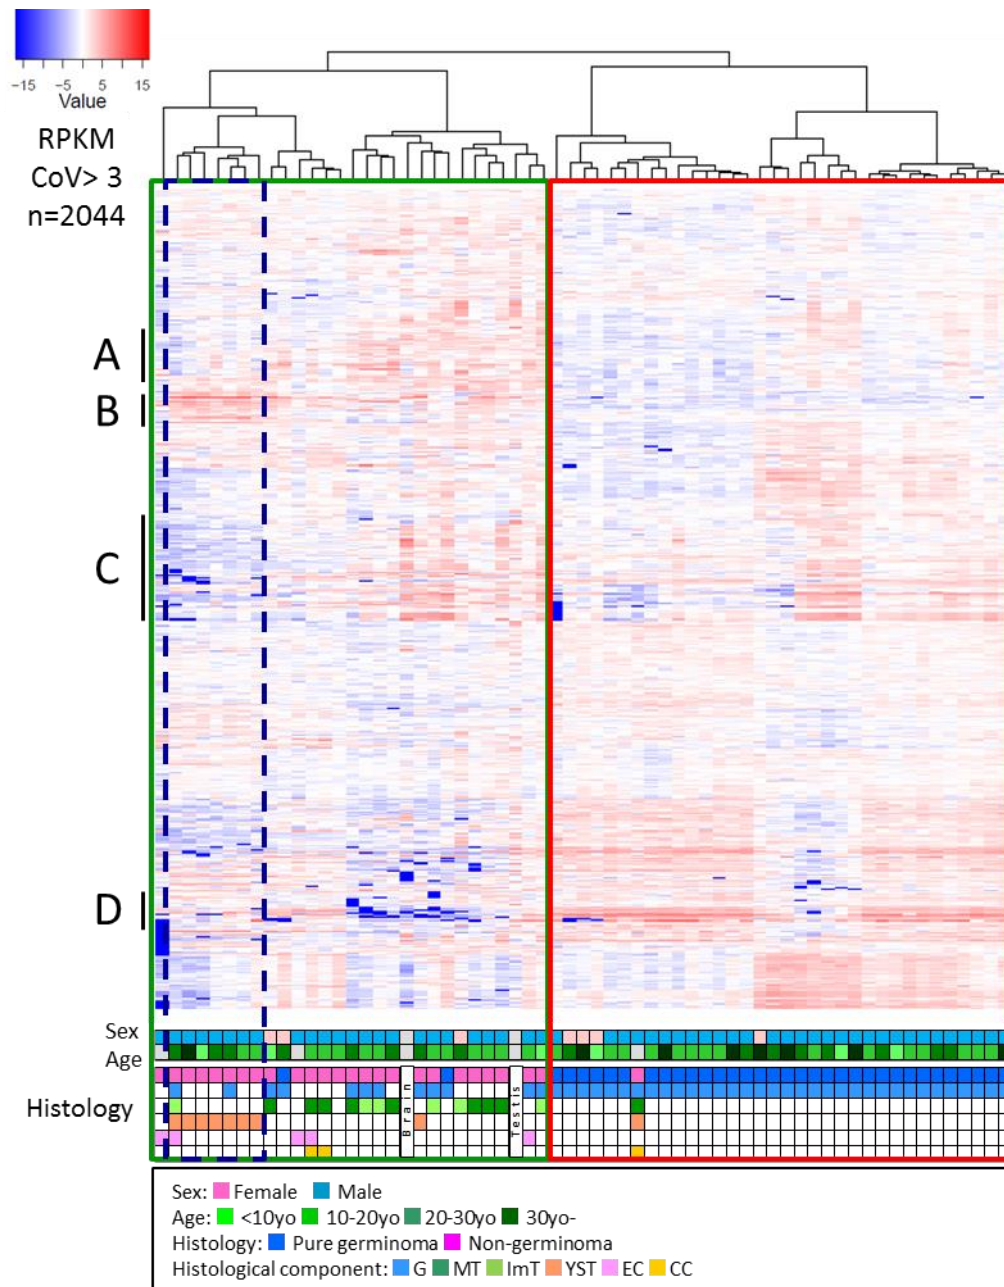 −15 −5 5 15
Value
RPKM
CoV> 3
n=2044
A
B
C
D
Sex
Age
Histology
Brain
Testis
Sex: Female Male
Age: <10yo 10-20yo 20-30yo 30yo-
Histology: Pure germinoma Non-germinoma
Histological component: G MT ImT YST EC CC